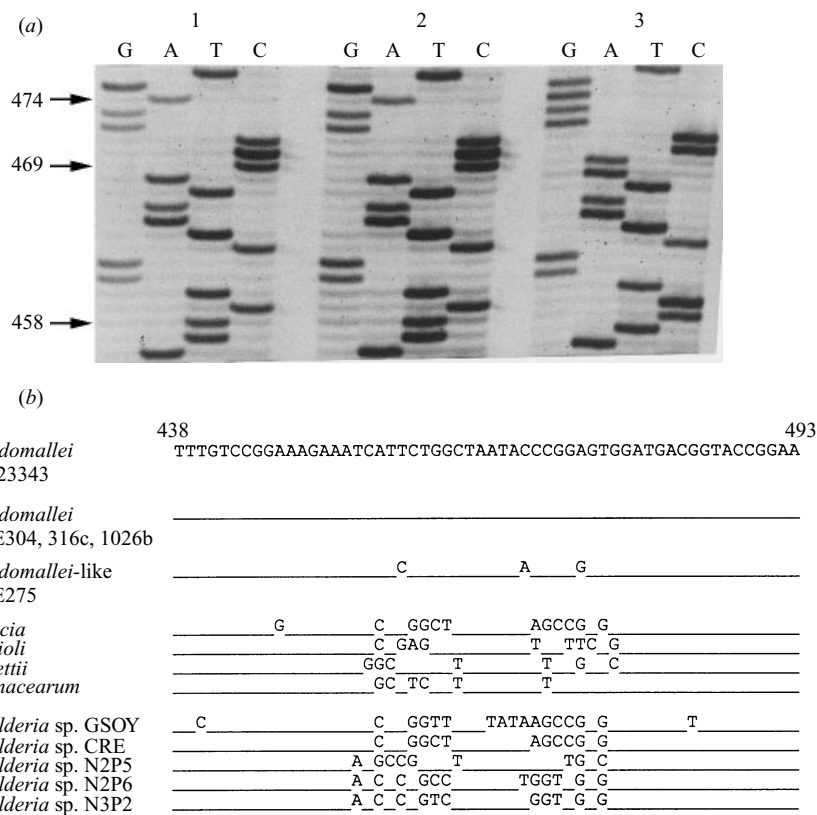 (a)
1 2 3
G A T C G A T C G A T C
474
469
458
(b)
438 493
domallei TTTGTCCGGAAAGAAATCATTCTGGCTAATACCCGGAGTGGATGACGGTACCGGAA
23343
domallei
E304, 316c, 1026b
domallei-like C A G
E275
cia G C GGCT AGCCG G
ioli C GAG T TTC G
ettii GGC T T G C
nacearum GC TC T T
lderia sp. GSOY C C GGTT TATAAGCCG G T
lderia sp. CRE C GGCT AGCCG G
lderia sp. N2P5 A GCCG T TG C
lderia sp. N2P6 A C C GCC TGGT G G
lderia sp. N3P2 A C C GTC GGT G G